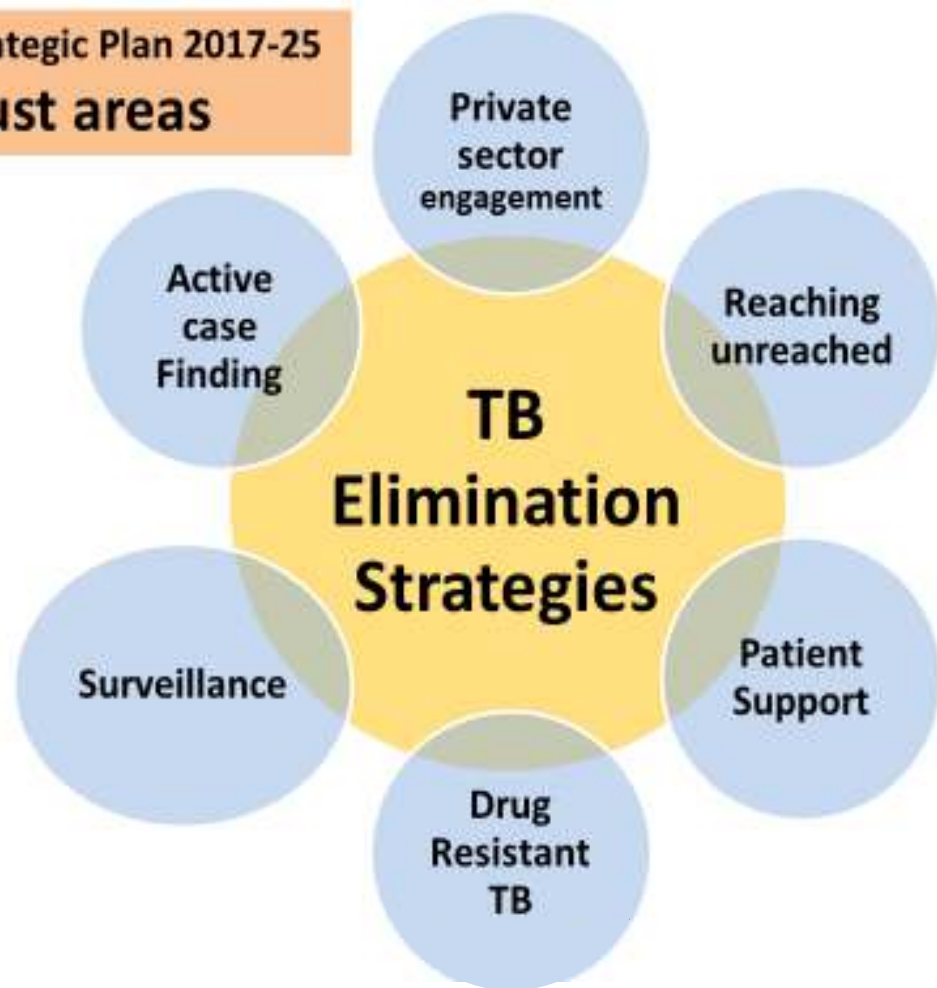 ategic Plan 2017-25
ust areas
Private
sector
engagement
Reaching
unreached
Patient
Support
Drug
Resistant
TB
Surveillance
Active
case
Finding
TB
Elimination
Strategies